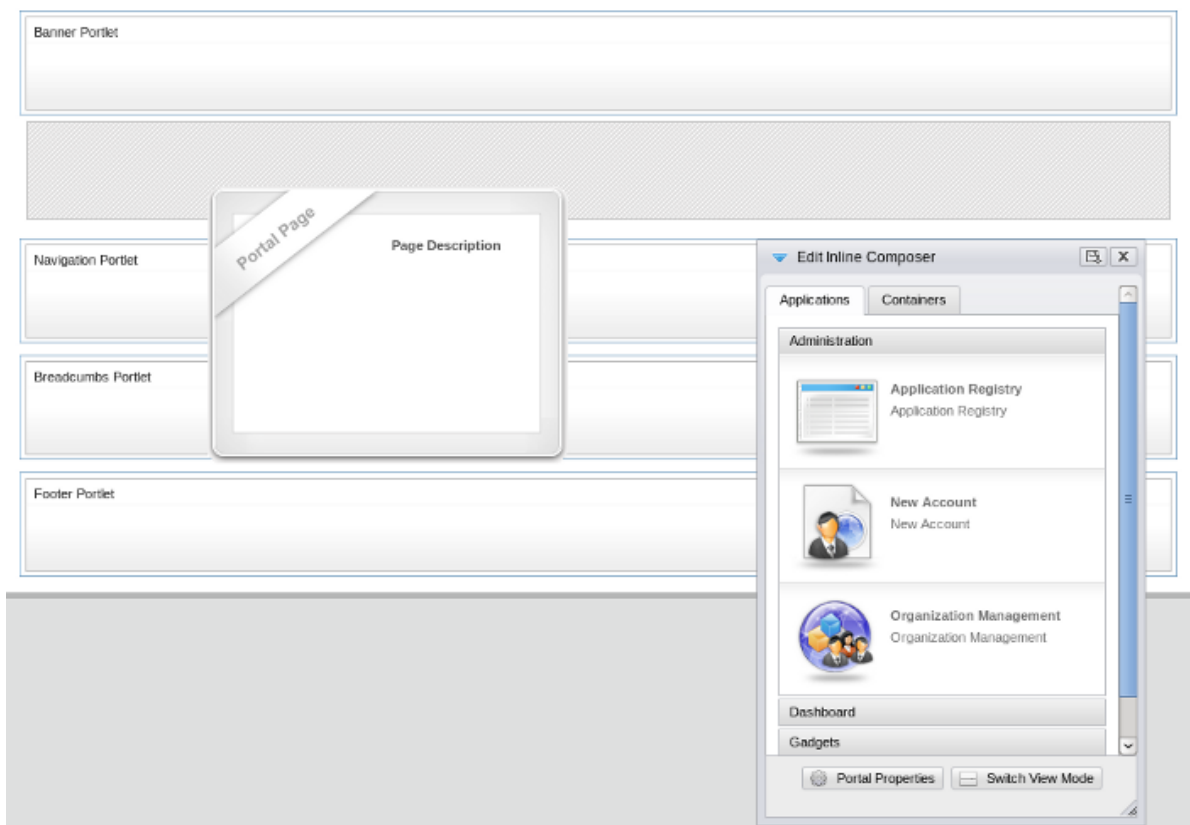 Banner Portlet
Portal Page
Page Description
Navigation Portlet
Breadcumbs Portlet
Footer Portlet
Edit Inline Composer
Applications
Containers
Administration
Application Registry
Application Registry
New Account
New Account
Organization Management
Organization Management
Dashboard
Gadgets
Portal Properties
Switch View Mode